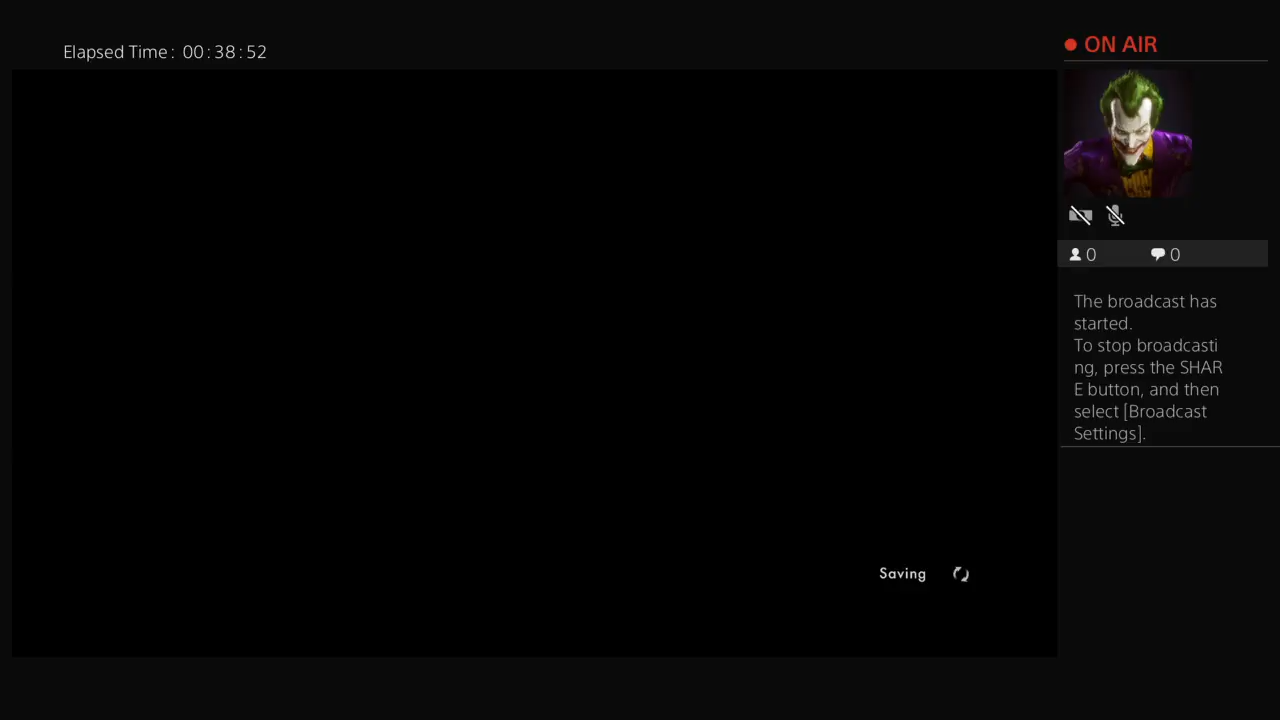 Elapsed Time: 00:38:52
ON AIR
0 0
The broadcast has
started.
To stop broadcasti
ng, press the SHAR
E button, and then
select [Broadcast
Settings].
Saving